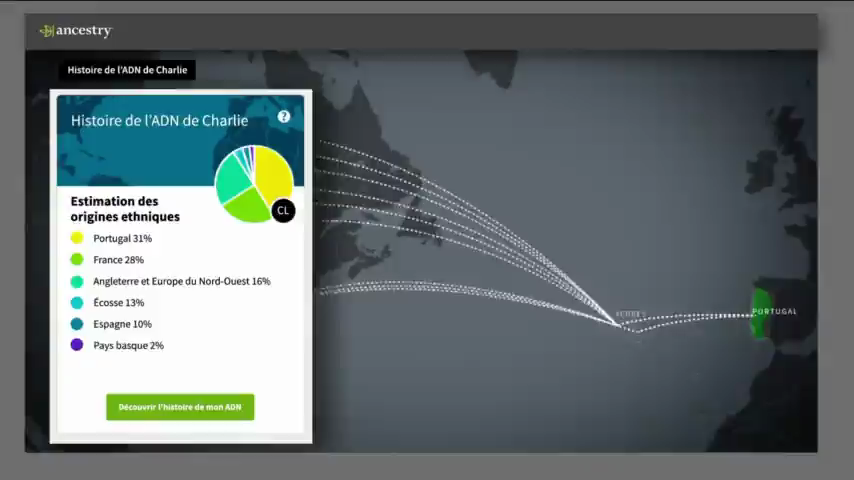 ancestry
Histoire de l'ADN de Charlie
Histoire de l'ADN de Charlie
?
CL
Estimation des
origines ethniques
Portugal 31%
France 28%
Angleterre et Europe du Nord-Ouest 16%
Écosse 13%
Espagne 10%
Pays basque 2%
Découvrir l'histoire de mon ADN
PORTUGAL